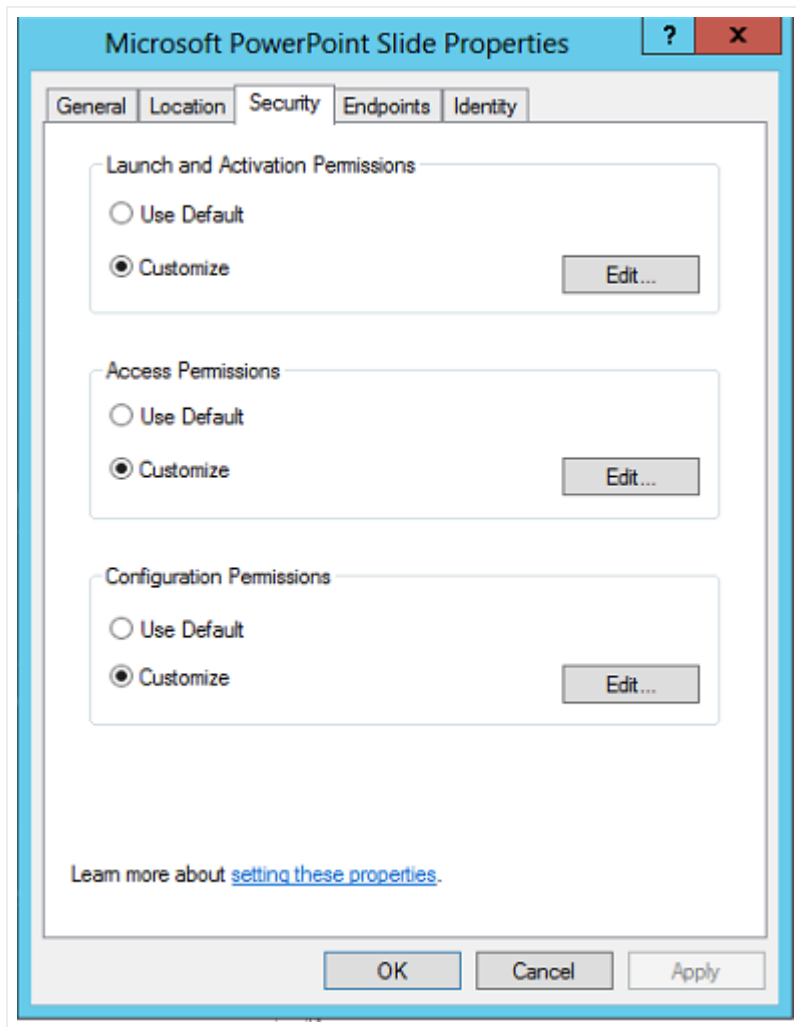 Microsoft PowerPoint Slide Properties ? x
General Location Security Endpoints Identity
Launch and Activation Permissions
Use Default
Customize Edit...
Access Permissions
Use Default
Customize Edit...
Configuration Permissions
Use Default
Customize Edit...
Learn more about setting these properties.
OK Cancel Apply